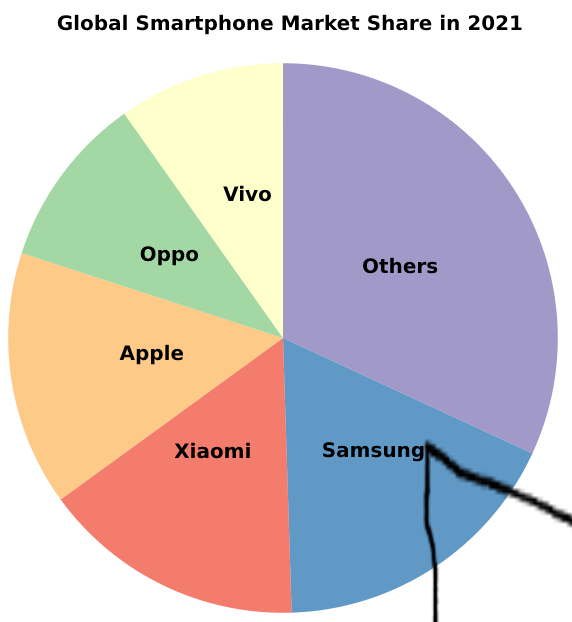 Global Smartphone Market Share in 2021
Vivo
Oppo
Others
Apple
Xiaomi
Samsung